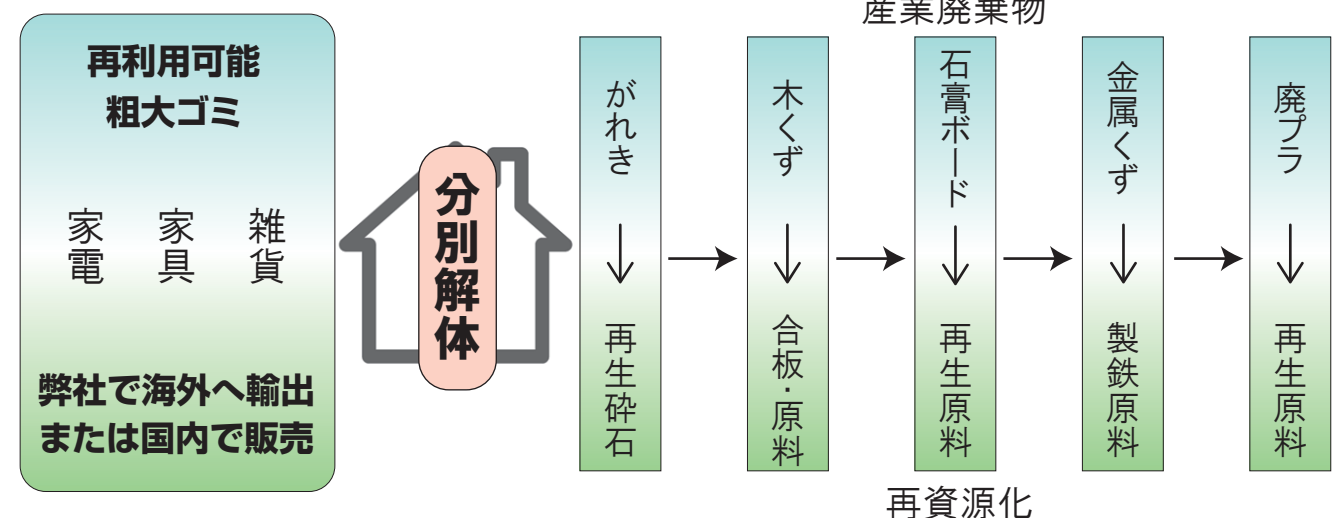 再利用可能
粗大ゴミ
家電
家具
雑貨
弊社で海外へ輸出
または国内で販売
分別解体
産業廃棄物
がれき
再生砕石
木くず
合板・原料
石膏ボード
再生原料
金属くず
製鉄原料
廃プラ
再生原料
再資源化